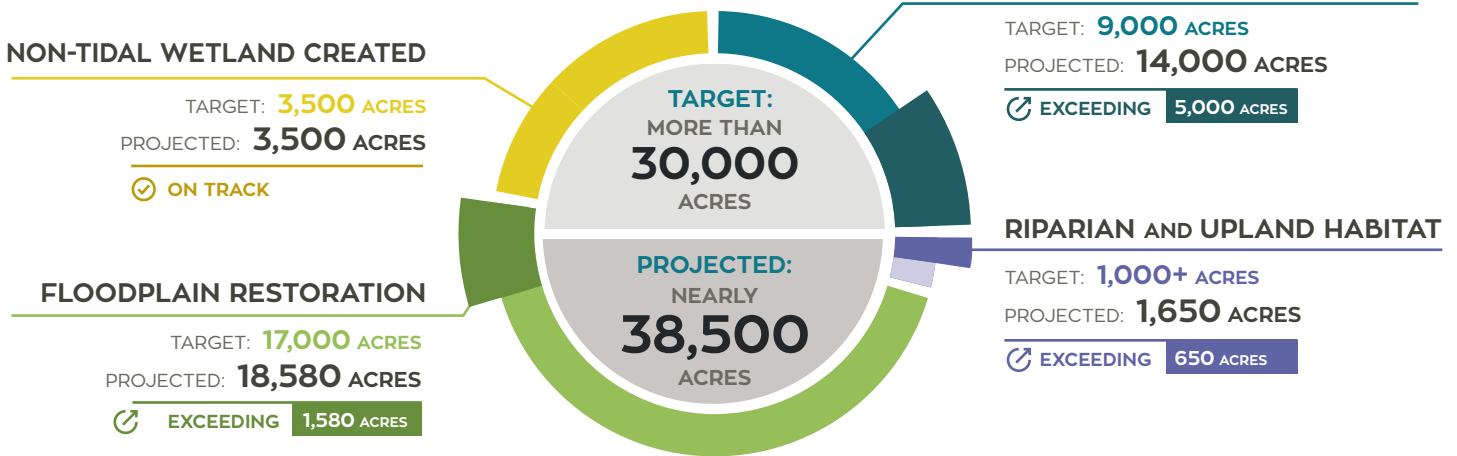 NON-TIDAL WETLAND CREATED
TARGET: 3,500 ACRES
PROJECTED: 3,500 ACRES
ON TRACK
FLOODPLAIN RESTORATION
TARGET: 17,000 ACRES
PROJECTED: 18,580 ACRES
EXCEEDING 1,580 ACRES
TARGET:
MORE THAN
30,000
ACRES
PROJECTED:
NEARLY
38,500
ACRES
TARGET: 9,000 ACRES
PROJECTED: 14,000 ACRES
EXCEEDING 5,000 ACRES
RIPARIAN AND UPLAND HABITAT
TARGET: 1,000+ ACRES
PROJECTED: 1,650 ACRES
EXCEEDING 650 ACRES